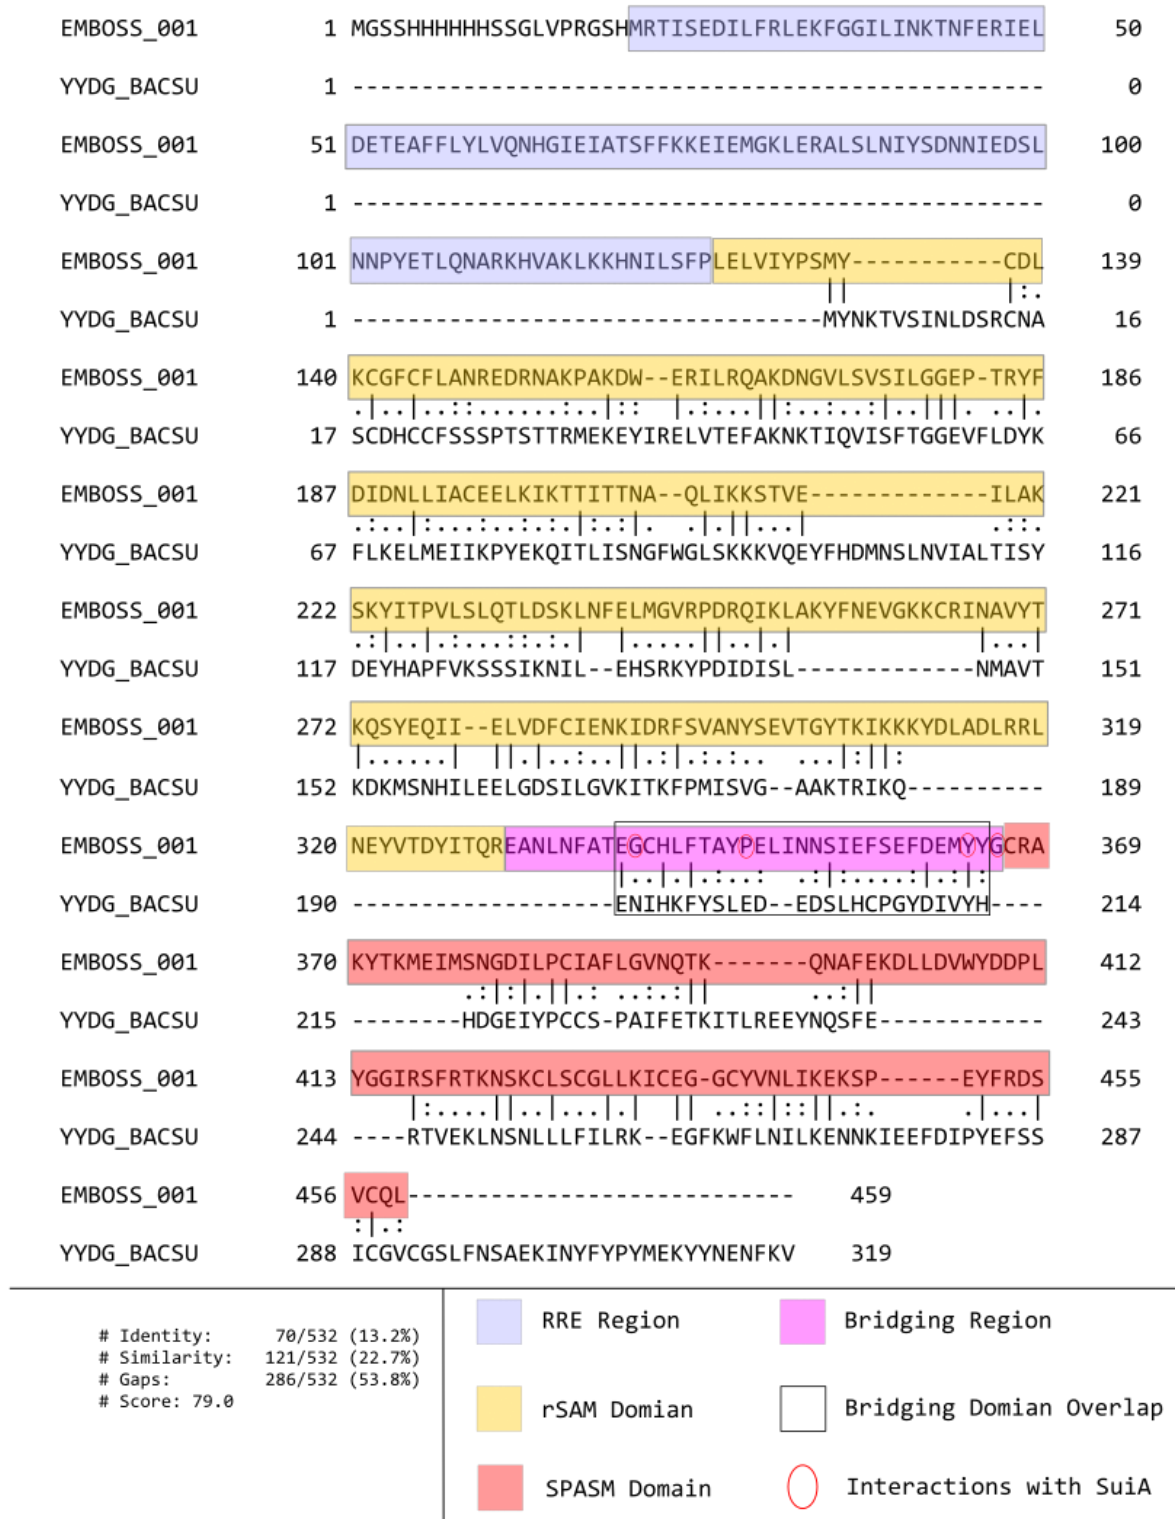 EMBOSS_001 1 MGSSHHHHHHSSGLVPRGSHMRTISEDILFRLEKFGGILINKTNFERIEL 50
YYDG_BACSU 1 -------------------------------------------------- 0
EMBOSS_001 51 DETEAFFLYLVQNHGIEIATSFFKKEIEMGKLERALSLNIYSDNNIEDSL 100
YYDG_BACSU 1 -------------------------------------------------- 0
EMBOSS_001 101 NNPYETLQNARKHVAKLKKHNILSFPLELVIYPSMY-----------CDL 139
||           |:.
YYDG_BACSU 1 ----------------------------------MYNKTVSINLDSRCNA 16
EMBOSS_001 140 KCGFCFLANREDRNAKPAKDW--ERILRQAKDNGVLSVSILGGEP-TRYF 186
.|..|..::......:.|::  |.:...||:..:..:|..|||. ..|.
YYDG_BACSU 17 SCDHCCFSSSPTSTTRMEKEYIRELVTEFAKNKTIQVISFTGGEVFLDYK 66
EMBOSS_001 187 DIDNLLIACEELKIKTTITTNA--QLIKKSTVE-------------ILAK 221
.:..|:...:..:.:|:.:|.  .|.||...|             .::.
YYDG_BACSU 67 FLKELMEIIKPYEKQITLISNGFWGLSKKKVQEYFHDMNSLNVIALTISY 116
EMBOSS_001 222 SKYITPVLSLQTLDSKLNFELMGVRPDRQIKLAKYFNEVGKKCRINAVYT 271
.:|..|.:...::::.|  |.....||..|.|             |...|
YYDG_BACSU 117 DEYHAPFVKSSSIKNIL--EHSRKYPDIDISL-------------NMAVT 151
EMBOSS_001 272 KQSYEQII--ELVDFCIENKIDRFSVANYSEVTGYTKIKKKYDLADLRRL 319
|......|  ||.|..:..||.:|.:.:.  ...|:||:
YYDG_BACSU 152 KDKMSNHILEELGDSILGVKITKFPMISVG--AAKTRIKQ---------- 189
EMBOSS_001 320 NEYVTDYITQREANLNFATEGCHLFTAYPELINNSIEFSEFDEMYYGCRA 369
|..|.|.:...:  ..:|:....:|..|:
YYDG_BACSU 190 -------------------ENIHKFYSLED--EDSLHCPGYDIVYH---- 214
EMBOSS_001 370 KYTKMEIMSNGDILPCIAFLGVNQTK-------QNAFEKDLLDVWYDDPL 412
.:|:|.||.: ..:.:||       ..:||
YYDG_BACSU 215 --------HDGEIYPCCS-PAIFETKITLREEYNQSFE------------ 243
EMBOSS_001 413 YGGIRSFRTKNSKCLSCGLLKICEG-GCYVNLIKEKSP------EYFRDS 455
|:....||..|...|.|  || ..::|::||.:.      .|...|
YYDG_BACSU 244 ----RTVEKLNSNLLLFILRK--EGFKWFLNILKENNKIEEFDIPYEFSS 287
EMBOSS_001 456 VCQL---------------------------- 459
:|.:
YYDG_BACSU 288 ICGVCGSLFNSAEKINYFYPYMEKYYNENFKV 319
# Identity: 70/532 (13.2%)
# Similarity: 121/532 (22.7%)
# Gaps: 286/532 (53.8%)
# Score: 79.0
RRE Region
Bridging Region
rSAM Domian
Bridging Domian Overlap
SPASM Domain
Interactions with SuiA